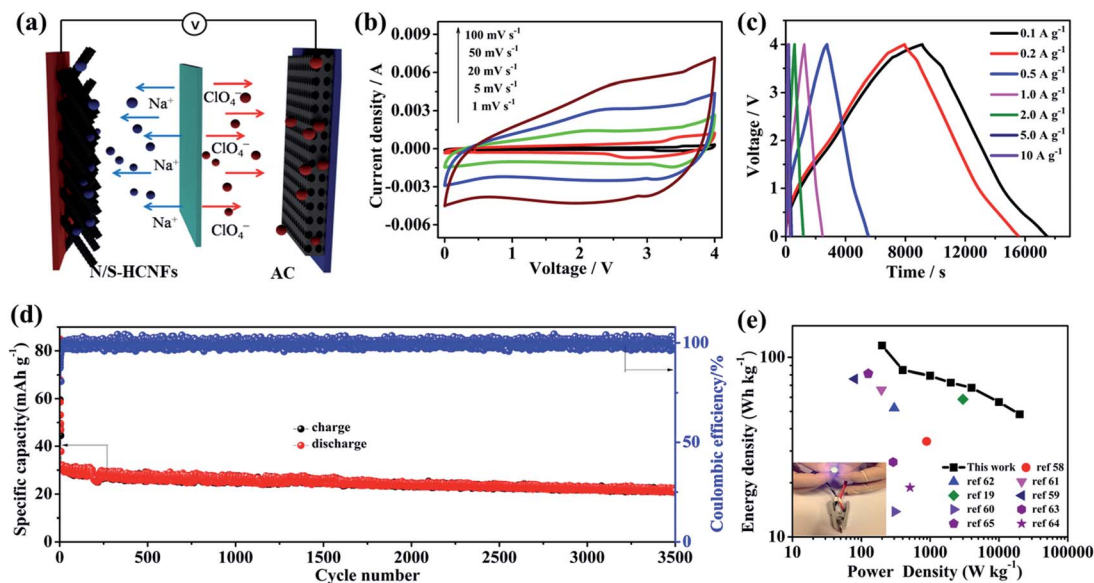 (a)
V
Na⁺
ClO₄⁻
ClO₄⁻
Na⁺
ClO₄⁻
Na⁺
ClO₄⁻
Na⁺
N/S-HCNFs
AC
(b)
Current density / A
0.009
0.006
0.003
0.000
-0.003
-0.006
100 mV s⁻¹
50 mV s⁻¹
20 mV s⁻¹
5 mV s⁻¹
1 mV s⁻¹
0 1 2 3 4
Voltage / V
(c)
Voltage / V
5
4
3
2
1
0
0.1 A g⁻¹
0.2 A g⁻¹
0.5 A g⁻¹
1.0 A g⁻¹
2.0 A g⁻¹
5.0 A g⁻¹
10 A g⁻¹
0 4000 8000 12000 16000
Time / s
(d)
Specific capacity(mAh g⁻¹)
80
60
40
20
0
charge
discharge
100
50
0
Coulombic efficiency/%
0 500 1000 1500 2000 2500 3000 3500
Cycle number
(e)
Energy density (Wh kg⁻¹)
100
10
This work ref 58
ref 62 ref 61
ref 19 ref 59
ref 60 ref 63
ref 65 ref 64
10 100 1000 10000 100000
Power Density (W kg⁻¹)